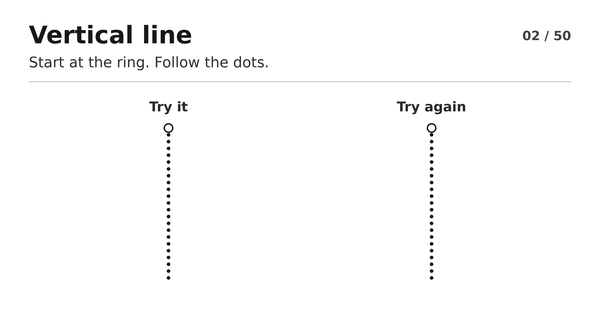 Vertical line
02 / 50
Start at the ring. Follow the dots.
Try it
Try again